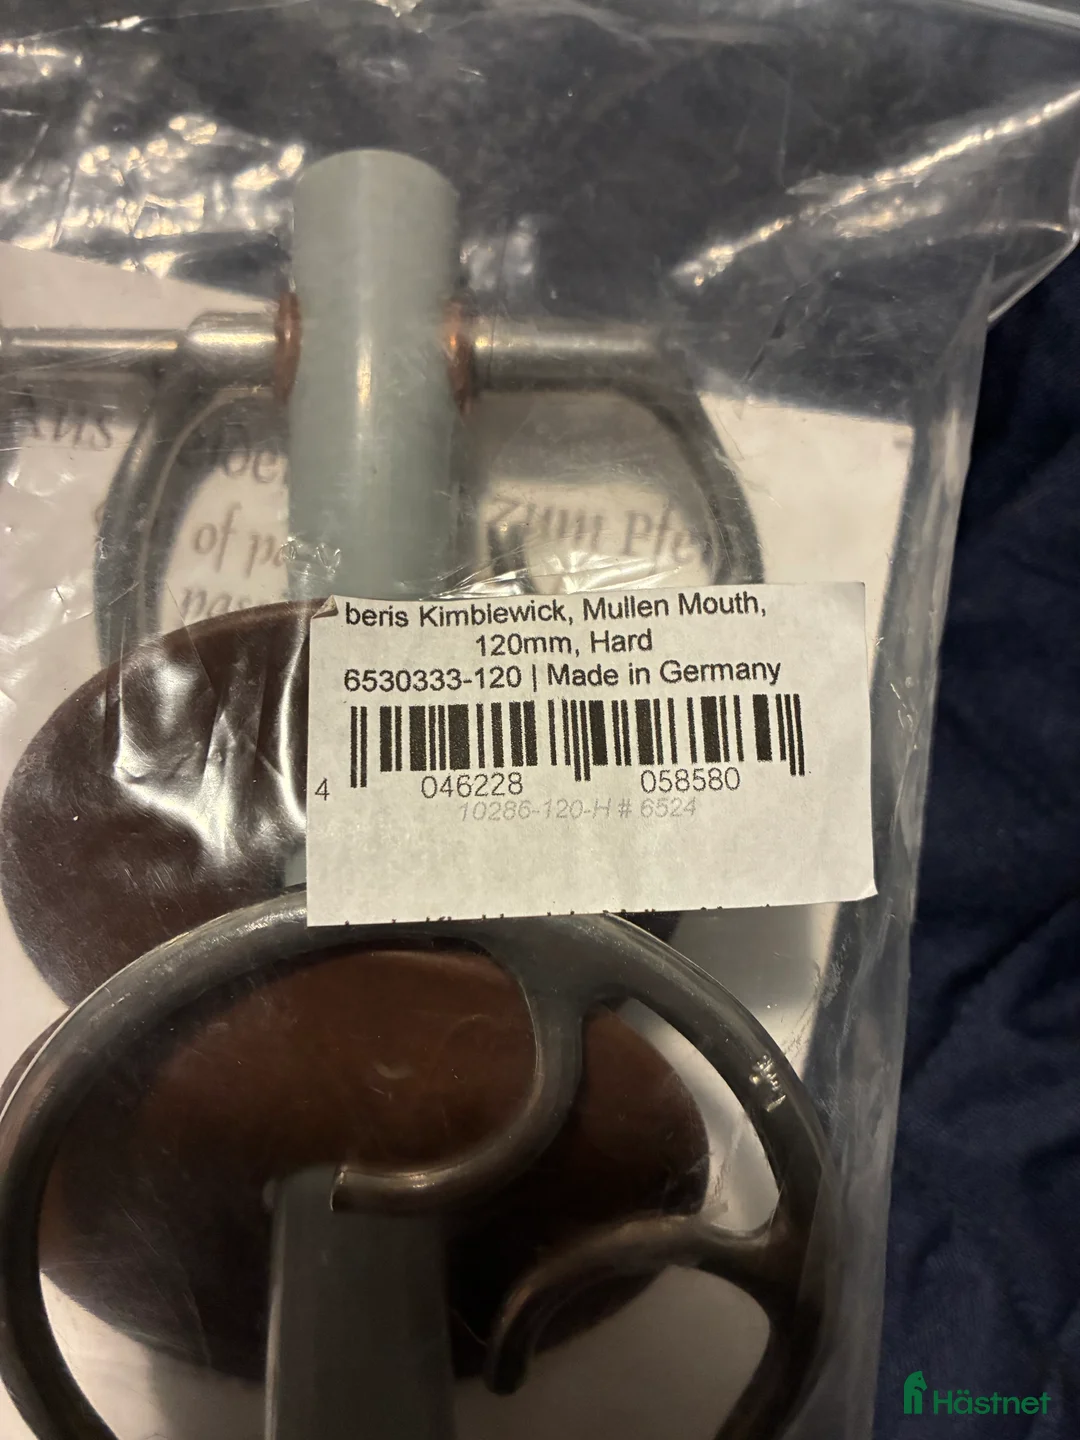 of
zum Pfe
beris Kimblewick, Mullen Mouth,
120mm, Hard
6530333-120 | Made in Germany
4 046228 058580
10286-120-H # 6524
Hästnet